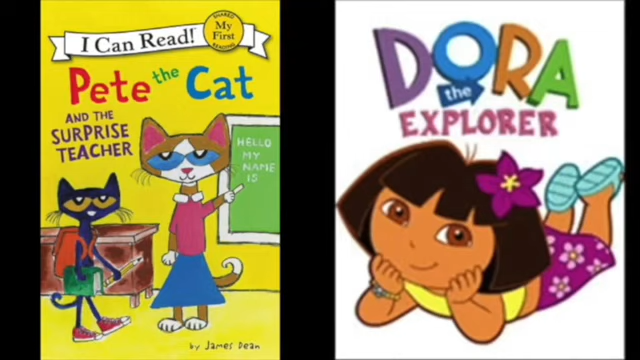 I Can Read!
SHARED
My
First
READING
Pete the Cat
AND THE
SURPRISE
TEACHER
HELLO
MY
NAME
IS
by James Dean
DORA
the
EXPLORER